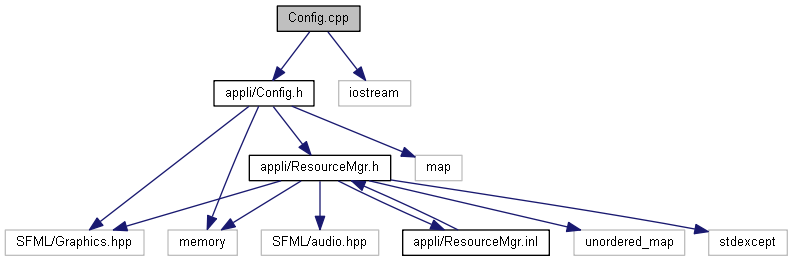 Config.cpp
appli/Config.h
iostream
appli/ResourceMgr.h
map
SFML/Graphics.hpp
memory
SFML/audio.hpp
appli/ResourceMgr.inl
unordered_map
stdexcept